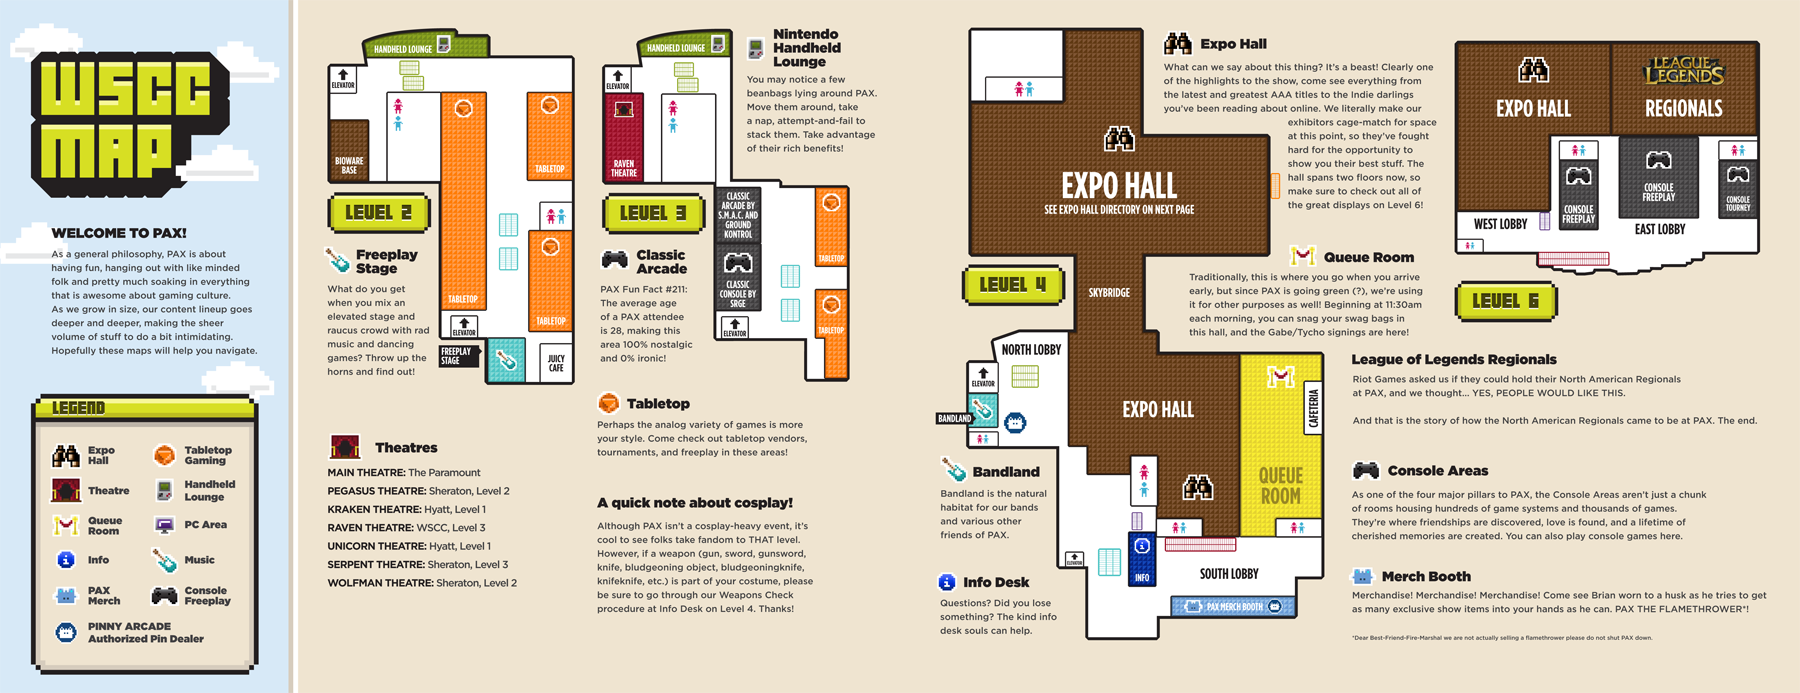 WSCC
MAP
WELCOME TO PAX!
As a general philosophy, PAX is about
having fun, hanging out with like minded
folk and pretty much soaking in everything
that is awesome about gaming culture.
As we grow in size, our content lineup goes
deeper and deeper, making the sheer
volume of stuff to do a bit intimidating.
Hopefully these maps will help you navigate.
LEGEND
Expo
Hall
Tabletop
Gaming
Theatre
Handheld
Lounge
Queue
Room
PC Area
Info
Music
PAX
Merch
Console
Freeplay
PINNY ARCADE
Authorized Pin Dealer
HANDHELD LOUNGE
ELEVATOR
BIOWARE
BASE
TABLETOP
TABLETOP
TABLETOP
ELEVATOR
FREEPLAY
STAGE
JUICY
CAFE
LEVEL 2
Freeplay
Stage
What do you get
when you mix an
elevated stage and
raucus crowd with rad
music and dancing
games? Throw up the
horns and find out!
Theatres
MAIN THEATRE: The Paramount
PEGASUS THEATRE: Sheraton, Level 2
KRAKEN THEATRE: Hyatt, Level 1
RAVEN THEATRE: WSCC, Level 3
UNICORN THEATRE: Hyatt, Level 1
SERPENT THEATRE: Sheraton, Level 3
WOLFMAN THEATRE: Sheraton, Level 2
HANDHELD LOUNGE
ELEVATOR
RAVEN
THEATRE
CLASSIC
ARCADE BY
S.M.A.C. AND
GROUND
KONTROL
CLASSIC
CONSOLE BY
SRGE
ELEVATOR
TABLETOP
TABLETOP
LEVEL 3
Nintendo
Handheld
Lounge
You may notice a few
beanbags lying around PAX.
Move them around, take
a nap, attempt-and-fail to
stack them. Take advantage
of their rich benefits!
Classic
Arcade
PAX Fun Fact #211:
The average age
of a PAX attendee
is 28, making this
area 100% nostalgic
and 0% ironic!
Tabletop
Perhaps the analog variety of games is more
your style. Come check out tabletop vendors,
tournaments, and freeplay in these areas!
A quick note about cosplay!
Although PAX isn't a cosplay-heavy event, it's
cool to see folks take fandom to THAT level.
However, if a weapon (gun, sword, gunsword,
knife, bludgeoning object, bludgeoningknife,
knifeknife, etc.) is part of your costume, please
be sure to go through our Weapons Check
procedure at Info Desk on Level 4. Thanks!
EXPO HALL
SEE EXPO HALL DIRECTORY ON NEXT PAGE
LEVEL 4
SKYBRIDGE
NORTH LOBBY
ELEVATOR
BANDLAND
EXPO HALL
CAFETERIA
QUEUE
ROOM
ELEVATOR
INFO
SOUTH LOBBY
PAX MERCH BOOTH
Bandland
Bandland is the natural
habitat for our bands
and various other
friends of PAX.
Info Desk
Questions? Did you lose
something? The kind info
desk souls can help.
Expo Hall
What can we say about this thing? It's a beast! Clearly one
of the highlights to the show, come see everything from
the latest and greatest AAA titles to the Indie darlings
you've been reading about online. We literally make our
exhibitors cage-match for space
at this point, so they've fought
hard for the opportunity to
show you their best stuff. The
hall spans two floors now, so
make sure to check out all of
the great displays on Level 6!
Queue Room
Traditionally, this is where you go when you arrive
early, but since PAX is going green (?), we're using
it for other purposes as well! Beginning at 11:30am
each morning, you can snag your swag bags in
this hall, and the Gabe/Tycho signings are here!
EXPO HALL
LEAGUE OF
LEGENDS
REGIONALS
CONSOLE
FREEPLAY
CONSOLE
FREEPLAY
CONSOLE
TOURNEY
WEST LOBBY
EAST LOBBY
LEVEL 6
League of Legends Regionals
Riot Games asked us if they could hold their North American Regionals
at PAX, and we thought... YES, PEOPLE WOULD LIKE THIS.
And that is the story of how the North American Regionals came to be at PAX. The end.
Console Areas
As one of the four major pillars to PAX, the Console Areas aren't just a chunk
of rooms housing hundreds of game systems and thousands of games.
They're where friendships are discovered, love is found, and a lifetime of
cherished memories are created. You can also play console games here.
Merch Booth
Merchandise! Merchandise! Merchandise! Come see Brian worn to a husk as he tries to get
as many exclusive show items into your hands as he can. PAX THE FLAMETHROWER*!
*Dear Best-Friend-Fire-Marshal we are not actually selling a flamethrower please do not shut PAX down.